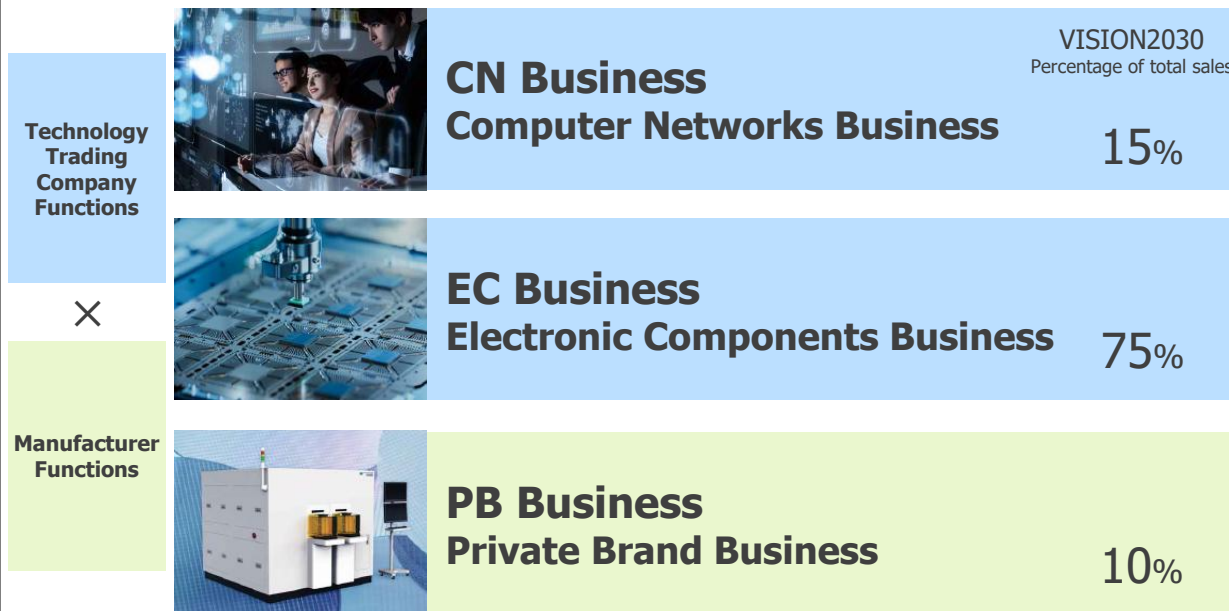 Technology
Trading
Company
Functions
×
Manufacturer
Functions
VISION2030
Percentage of total sales
CN Business
Computer Networks Business
15%
EC Business
Electronic Components Business
75%
PB Business
Private Brand Business
10%